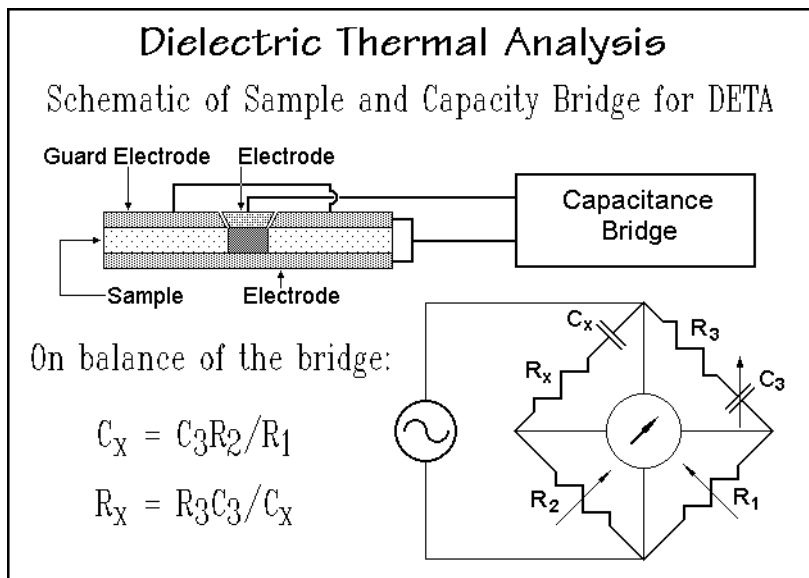 Dielectric Thermal Analysis
Schematic of Sample and Capacity Bridge for DETA
Guard Electrode Electrode
Capacitance
Bridge
Sample Electrode
On balance of the bridge:
Cₓ = C₃R₂/R₁
Rₓ = R₃C₃/Cₓ
Cₓ R₃
Rₓ C₃
R₂ R₁